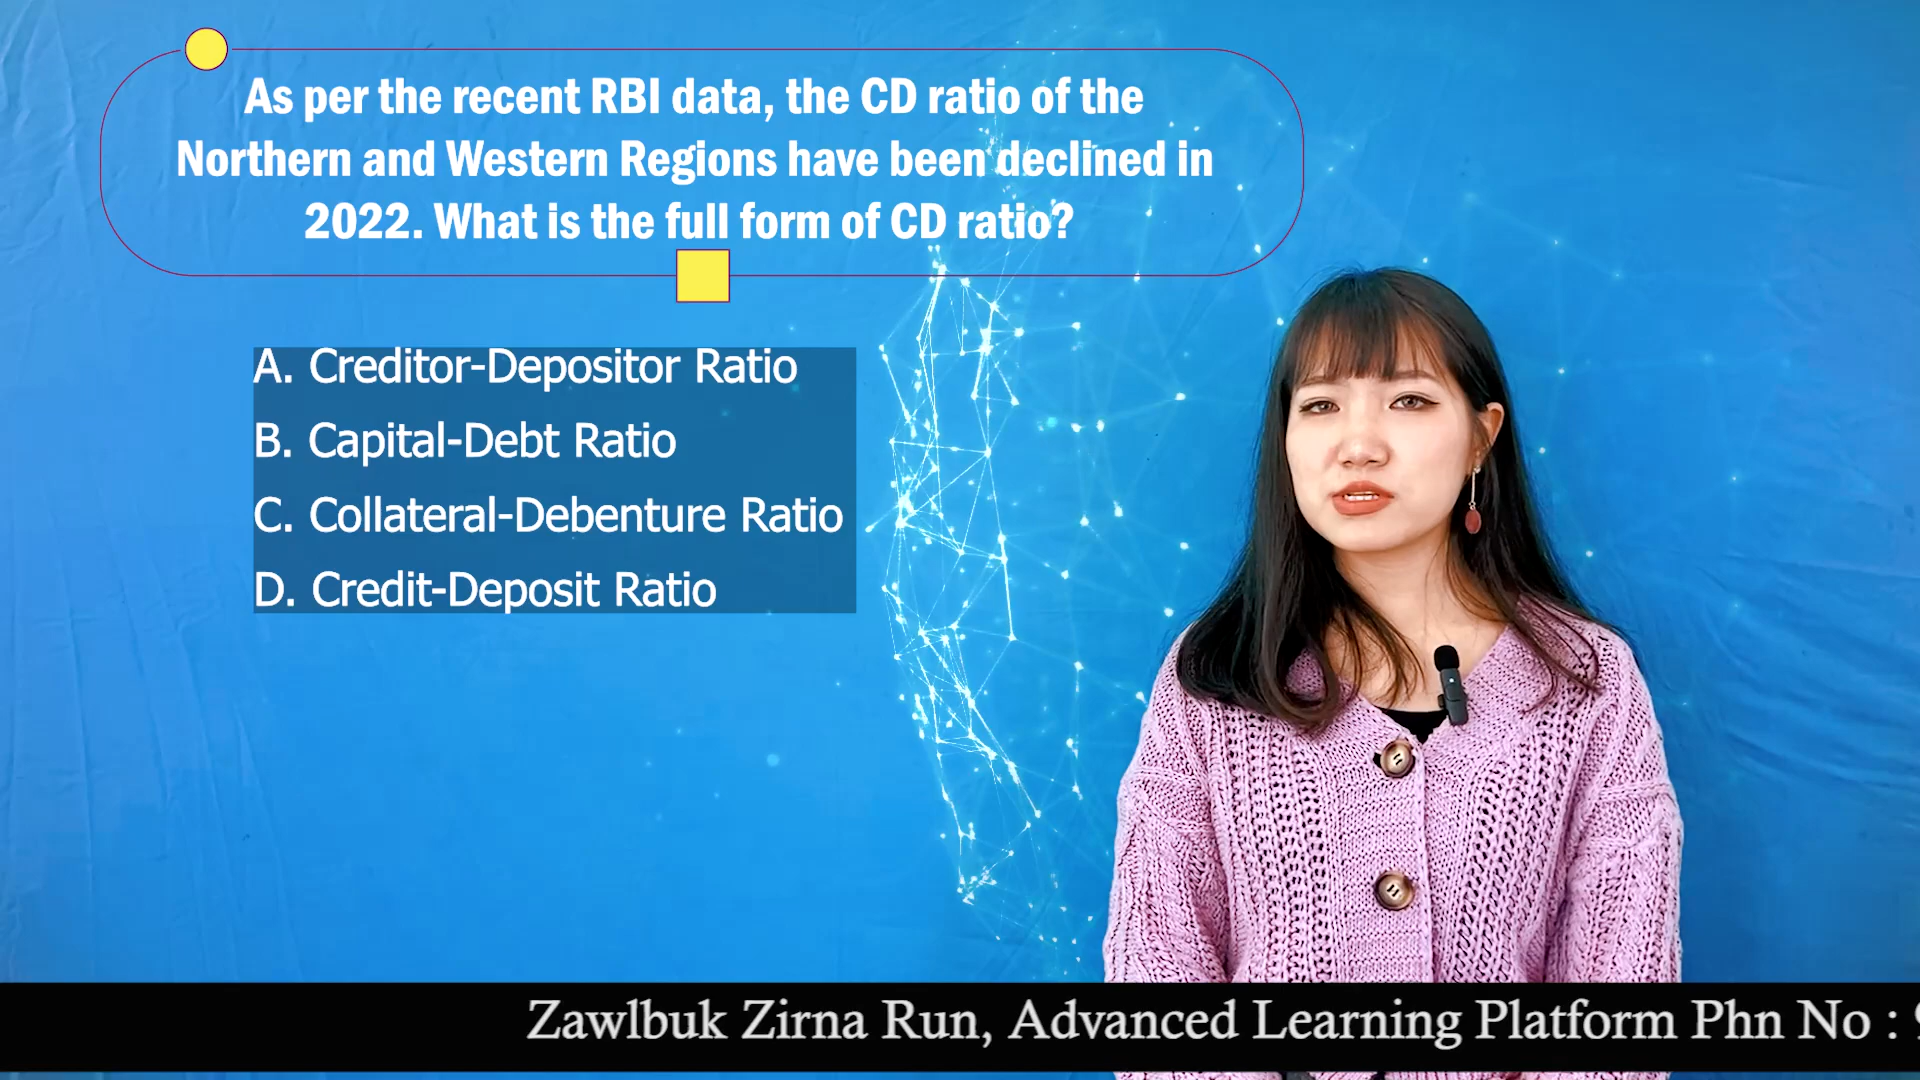 As per the recent RBI data, the CD ratio of the
Northern and Western Regions have been declined in
2022. What is the full form of CD ratio?
A. Creditor-Depositor Ratio
B. Capital-Debt Ratio
C. Collateral-Debenture Ratio
D. Credit-Deposit Ratio
Zawlbuk Zirna Run, Advanced Learning Platform Phn No :